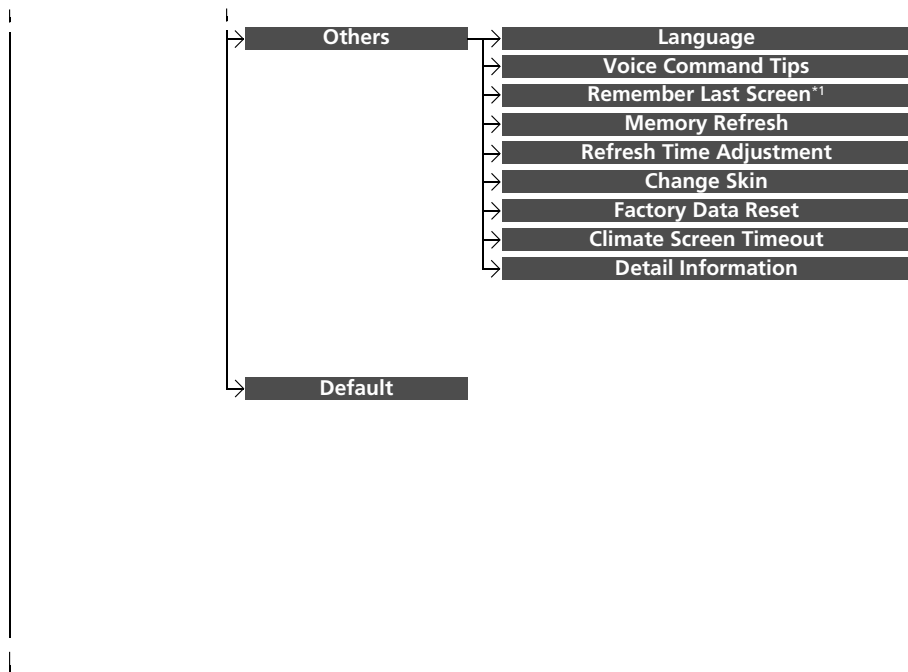 Others
Language
Voice Command Tips
Remember Last Screen*1
Memory Refresh
Refresh Time Adjustment
Change Skin
Factory Data Reset
Climate Screen Timeout
Detail Information
Default